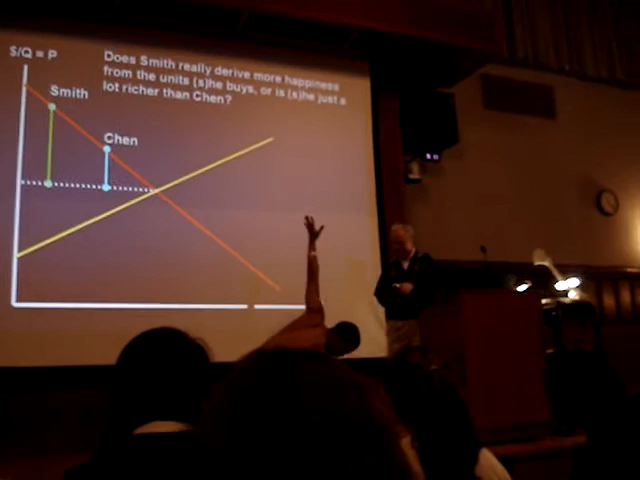 $/Q = P
Does Smith really derive more happiness
from the units (s)he buys, or is (s)he just a
lot richer than Chen?
Smith
Chen